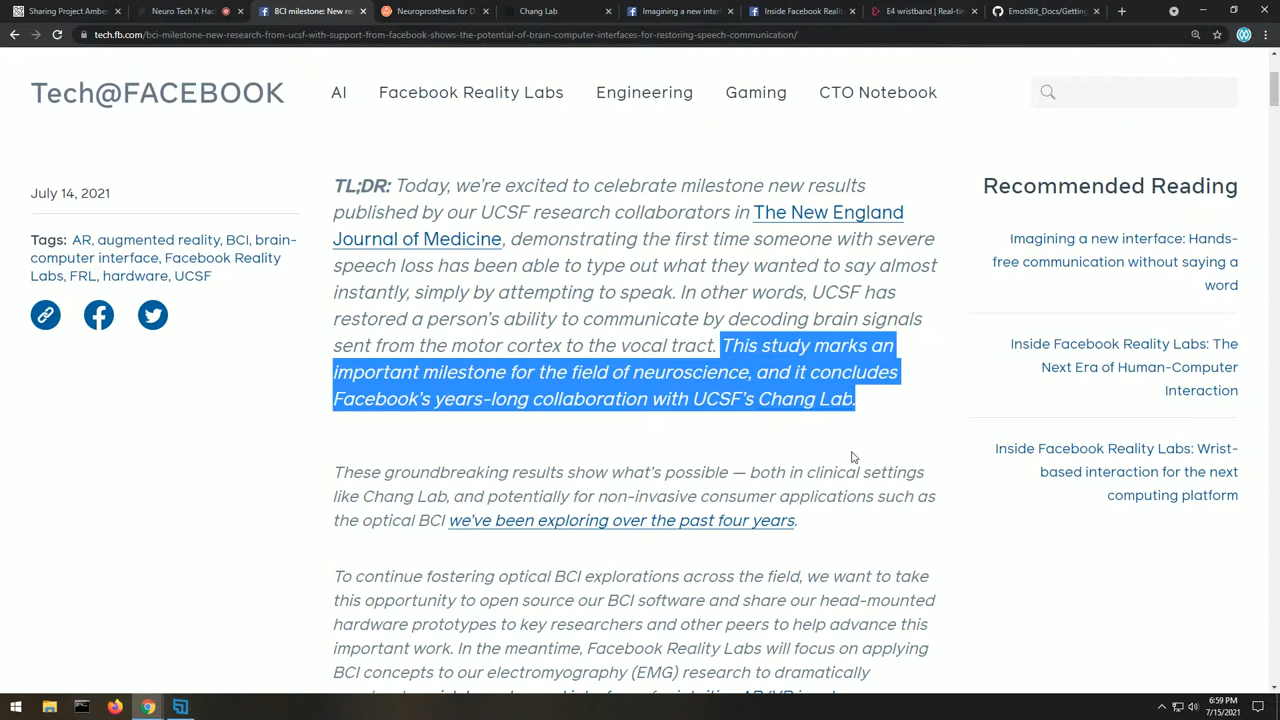 Sharing Project Amber
Neuro Tech X Hack
BCI milestone: New re
Neuroprosthesis for D
Chang Lab
Imagining a new inter
Inside Facebook Reali
E4 wristband | Real-tim
EmotiBit_Docs/Getting
tech.fb.com/bci-milestone-new-research-from-ucsf-with-support-from-facebook-shows-the-potential-of-brain-computer-interfaces-for-restoring-speech-communication/
Tech@FACEBOOK
AI Facebook Reality Labs Engineering Gaming CTO Notebook
July 14, 2021
Tags: AR, augmented reality, BCI, brain-
computer interface, Facebook Reality
Labs, FRL, hardware, UCSF
TL;DR: Today, we're excited to celebrate milestone new results
published by our UCSF research collaborators in The New England
Journal of Medicine, demonstrating the first time someone with severe
speech loss has been able to type out what they wanted to say almost
instantly, simply by attempting to speak. In other words, UCSF has
restored a person's ability to communicate by decoding brain signals
sent from the motor cortex to the vocal tract. This study marks an
important milestone for the field of neuroscience, and it concludes
Facebook's years-long collaboration with UCSF's Chang Lab.
These groundbreaking results show what's possible — both in clinical settings
like Chang Lab, and potentially for non-invasive consumer applications such as
the optical BCI we've been exploring over the past four years.
To continue fostering optical BCI explorations across the field, we want to take
this opportunity to open source our BCI software and share our head-mounted
hardware prototypes to key researchers and other peers to help advance this
important work. In the meantime, Facebook Reality Labs will focus on applying
BCI concepts to our electromyography (EMG) research to dramatically
Recommended Reading
Imagining a new interface: Hands-
free communication without saying a
word
Inside Facebook Reality Labs: The
Next Era of Human-Computer
Interaction
Inside Facebook Reality Labs: Wrist-
based interaction for the next
computing platform
6:59 PM
7/15/2021